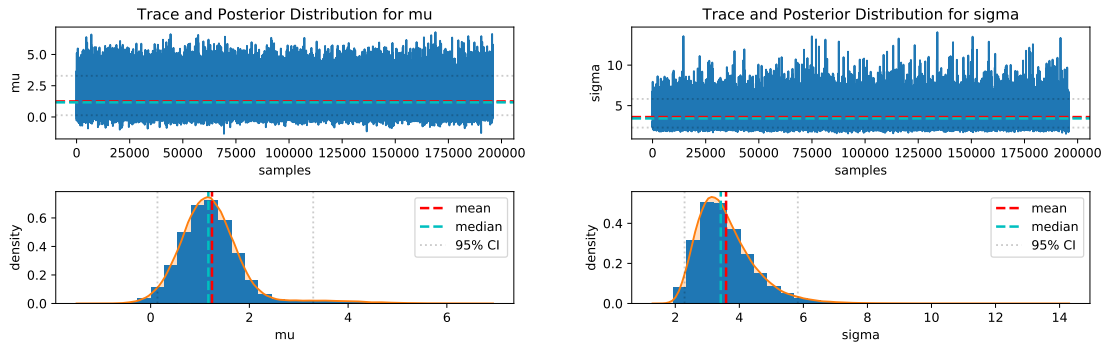 Trace and Posterior Distribution for mu
5.0
2.5
0.0
mu
0 25000 50000 75000 100000 125000 150000 175000 200000
samples
0.6
0.4
0.2
0.0
density
mean
median
95% CI
0 2 4 6
mu
Trace and Posterior Distribution for sigma
10
5
sigma
0 25000 50000 75000 100000 125000 150000 175000 200000
samples
0.4
0.2
0.0
density
mean
median
95% CI
2 4 6 8 10 12 14
sigma